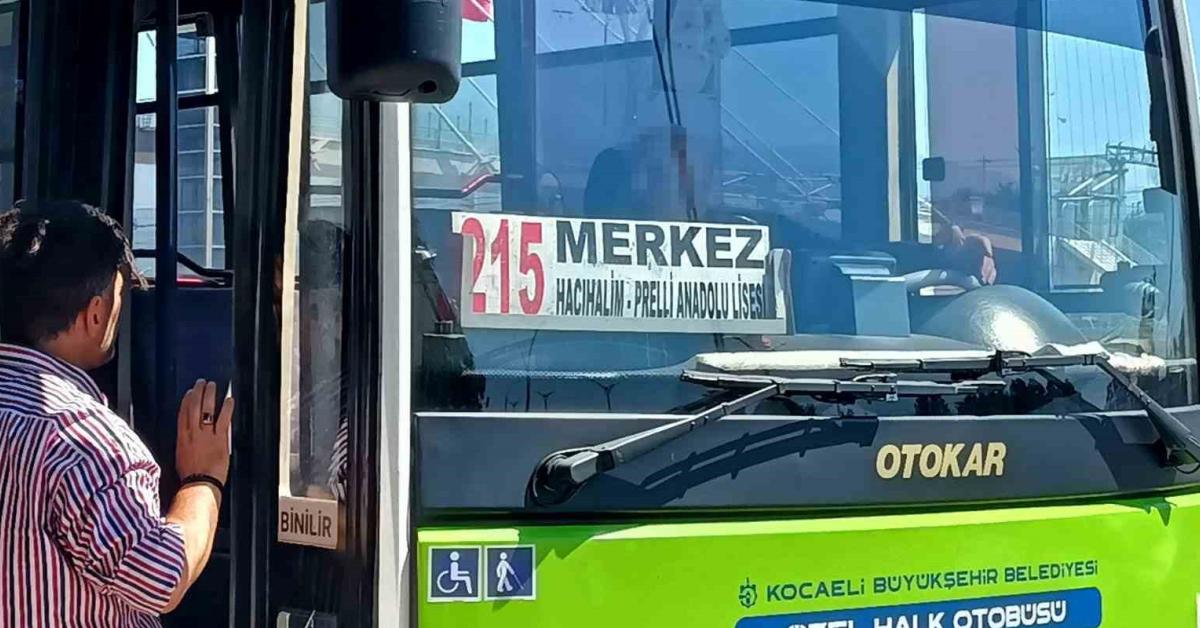 215 MERKEZ
HACIHALİM - PRELLİ ANADOLU LİSESİ
OTOKAR
BİNİLİR
KOCAELİ BÜYÜKŞEHİR BELEDİYESİ
ÖZEL HALK OTOBÜSÜ